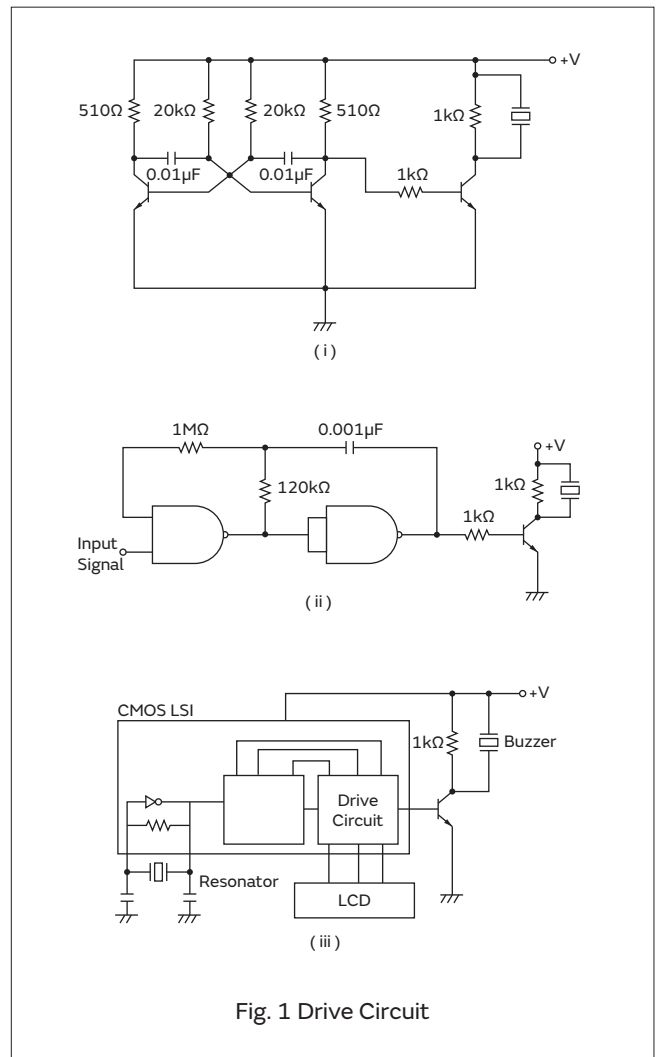 +V
510Ω 20kΩ 20kΩ 510Ω 1kΩ
0.01µF 0.01µF 1kΩ
( i )
1MΩ 0.001µF
+V
120kΩ 1kΩ 1kΩ
Input
Signal
( ii )
+V
CMOS LSI
1kΩ Buzzer
Drive
Circuit
Resonator
LCD
( iii )
Fig. 1 Drive Circuit